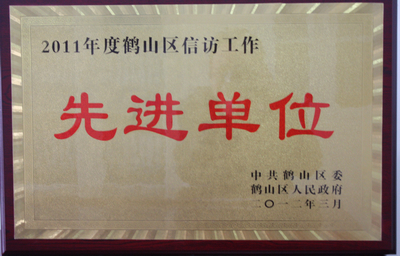 2011年度鹤山区信访工作
先进单位
中共鹤山区委
鹤山区人民政府
二〇一二年三月